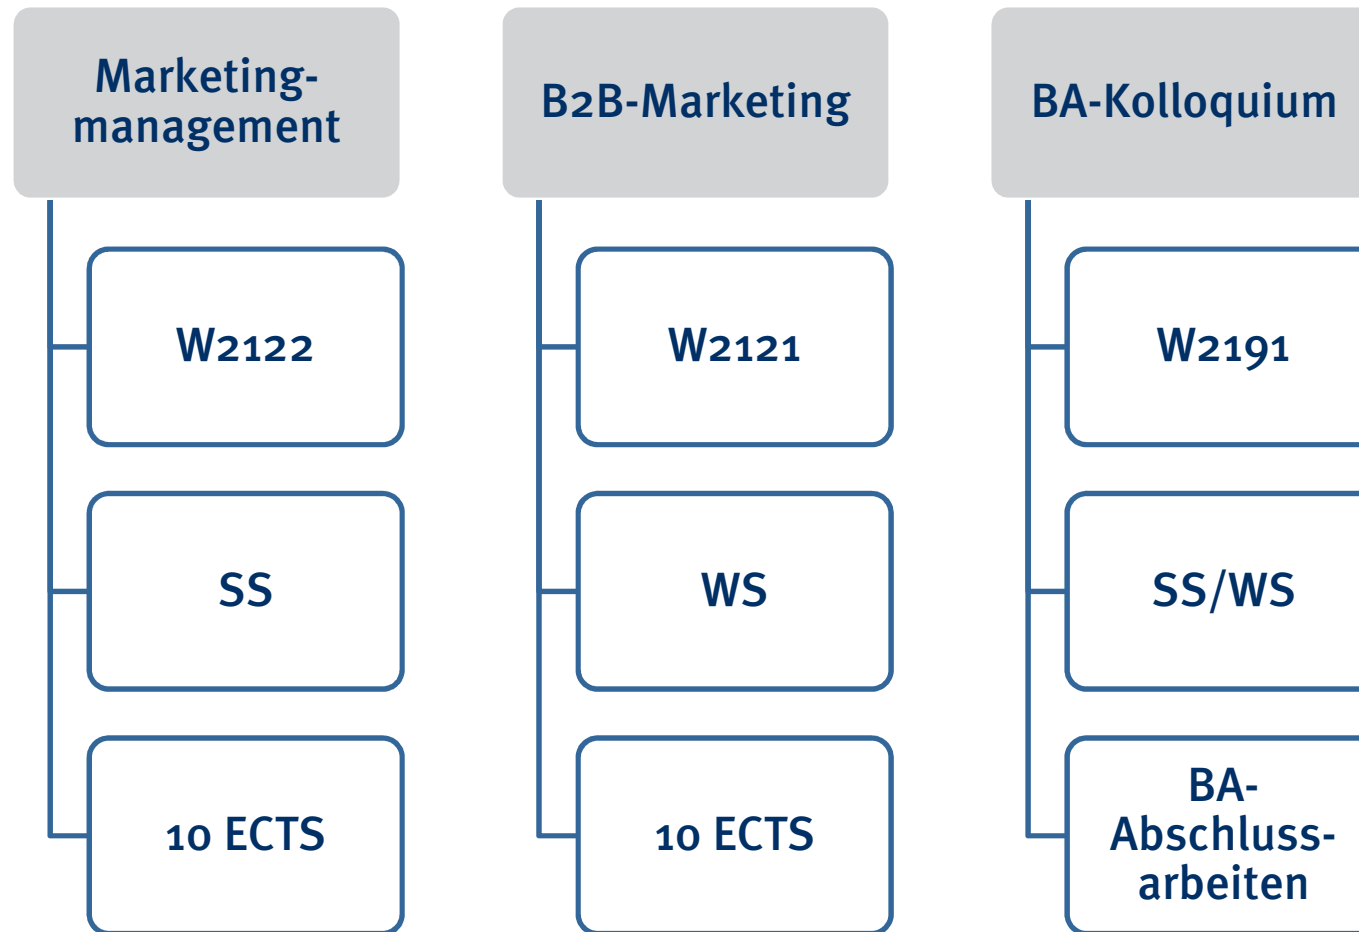 Marketing-
management
W2122
SS
10 ECTS
B2B-Marketing
W2121
WS
10 ECTS
BA-Kolloquium
W2191
SS/WS
BA-
Abschluss-
arbeiten